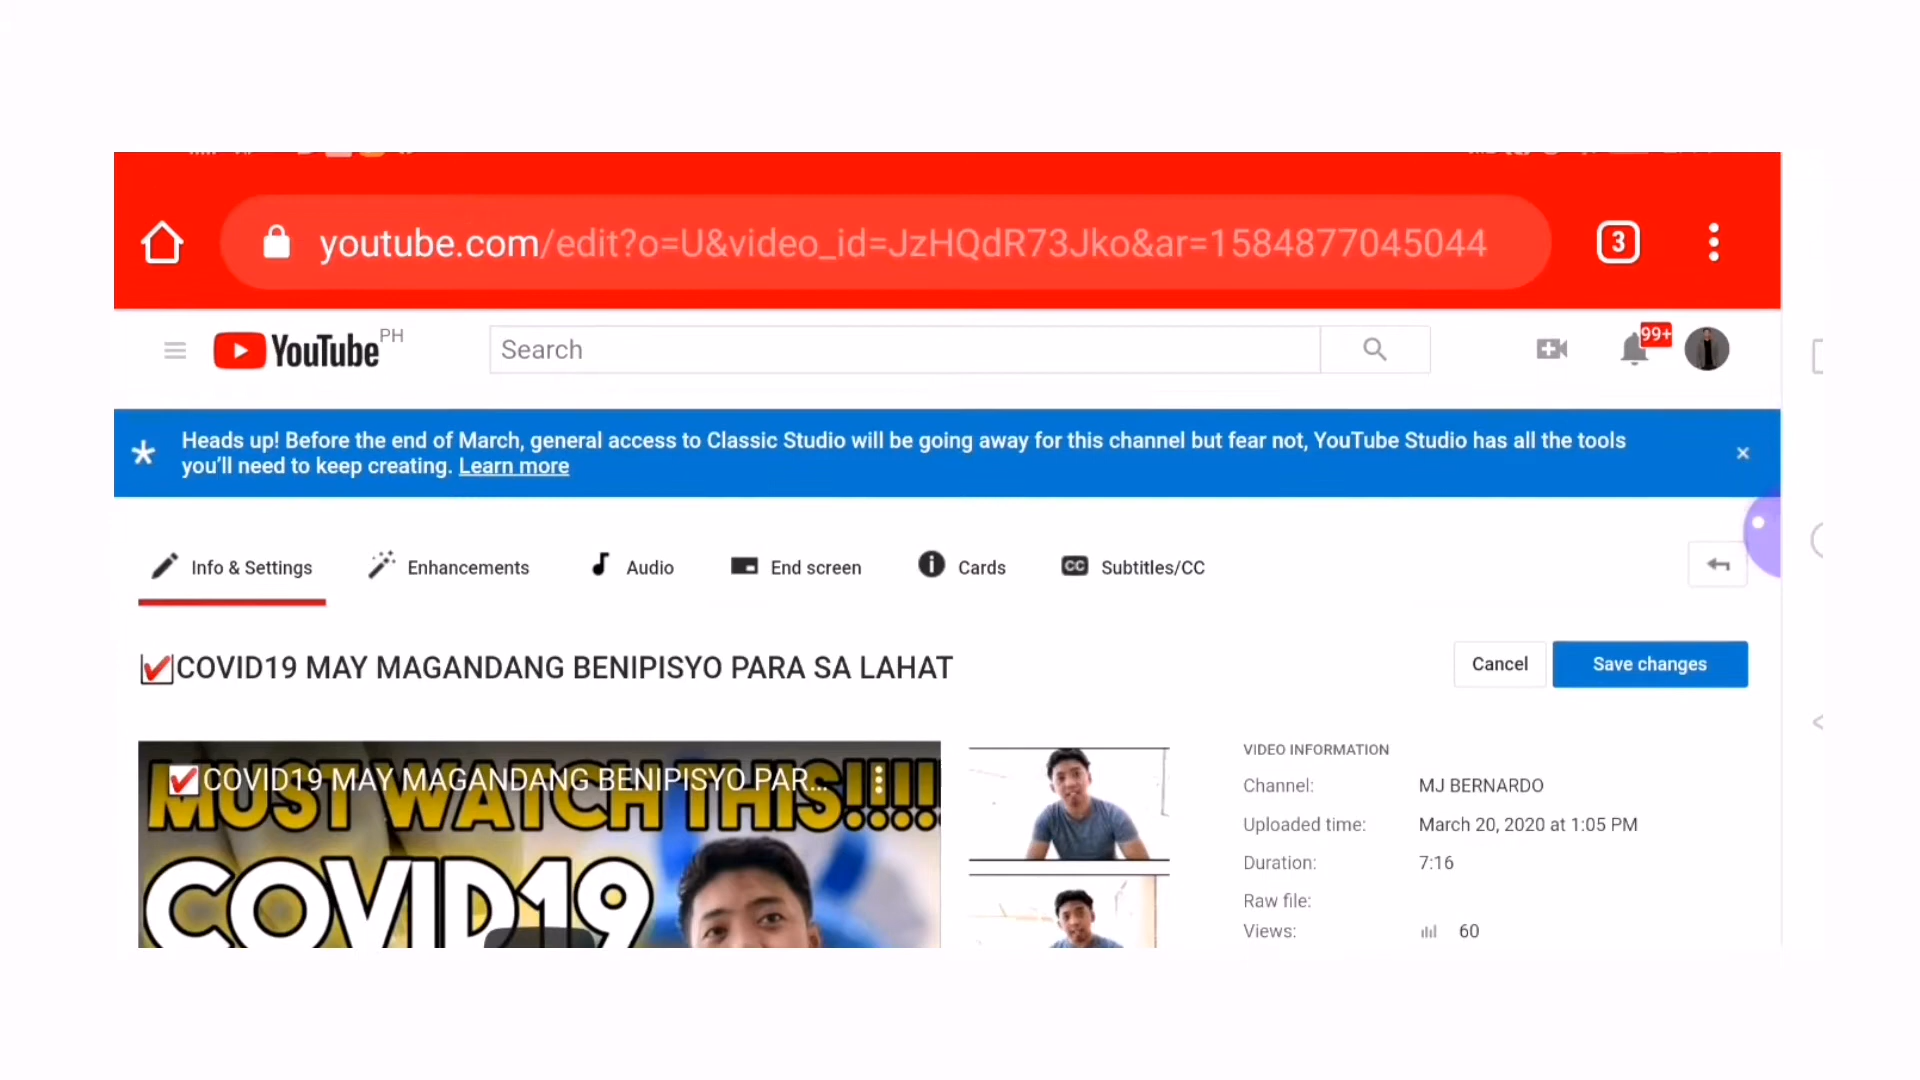 youtube.com/edit?o=U&video_id=JzHQdR73Jko&ar=1584877045044
3
YouTube PH
Search
99+
Heads up! Before the end of March, general access to Classic Studio will be going away for this channel but fear not, YouTube Studio has all the tools
you'll need to keep creating. Learn more
Info & Settings
Enhancements
Audio
End screen
Cards
CC Subtitles/CC
COVID19 MAY MAGANDANG BENIPISYO PARA SA LAHAT
Cancel
Save changes
COVID19 MAY MAGANDANG BENIPISYO PAR...
MUST WATCH THIS!!!!
COVID19
VIDEO INFORMATION
Channel: MJ BERNARDO
Uploaded time: March 20, 2020 at 1:05 PM
Duration: 7:16
Raw file:
Views: 60